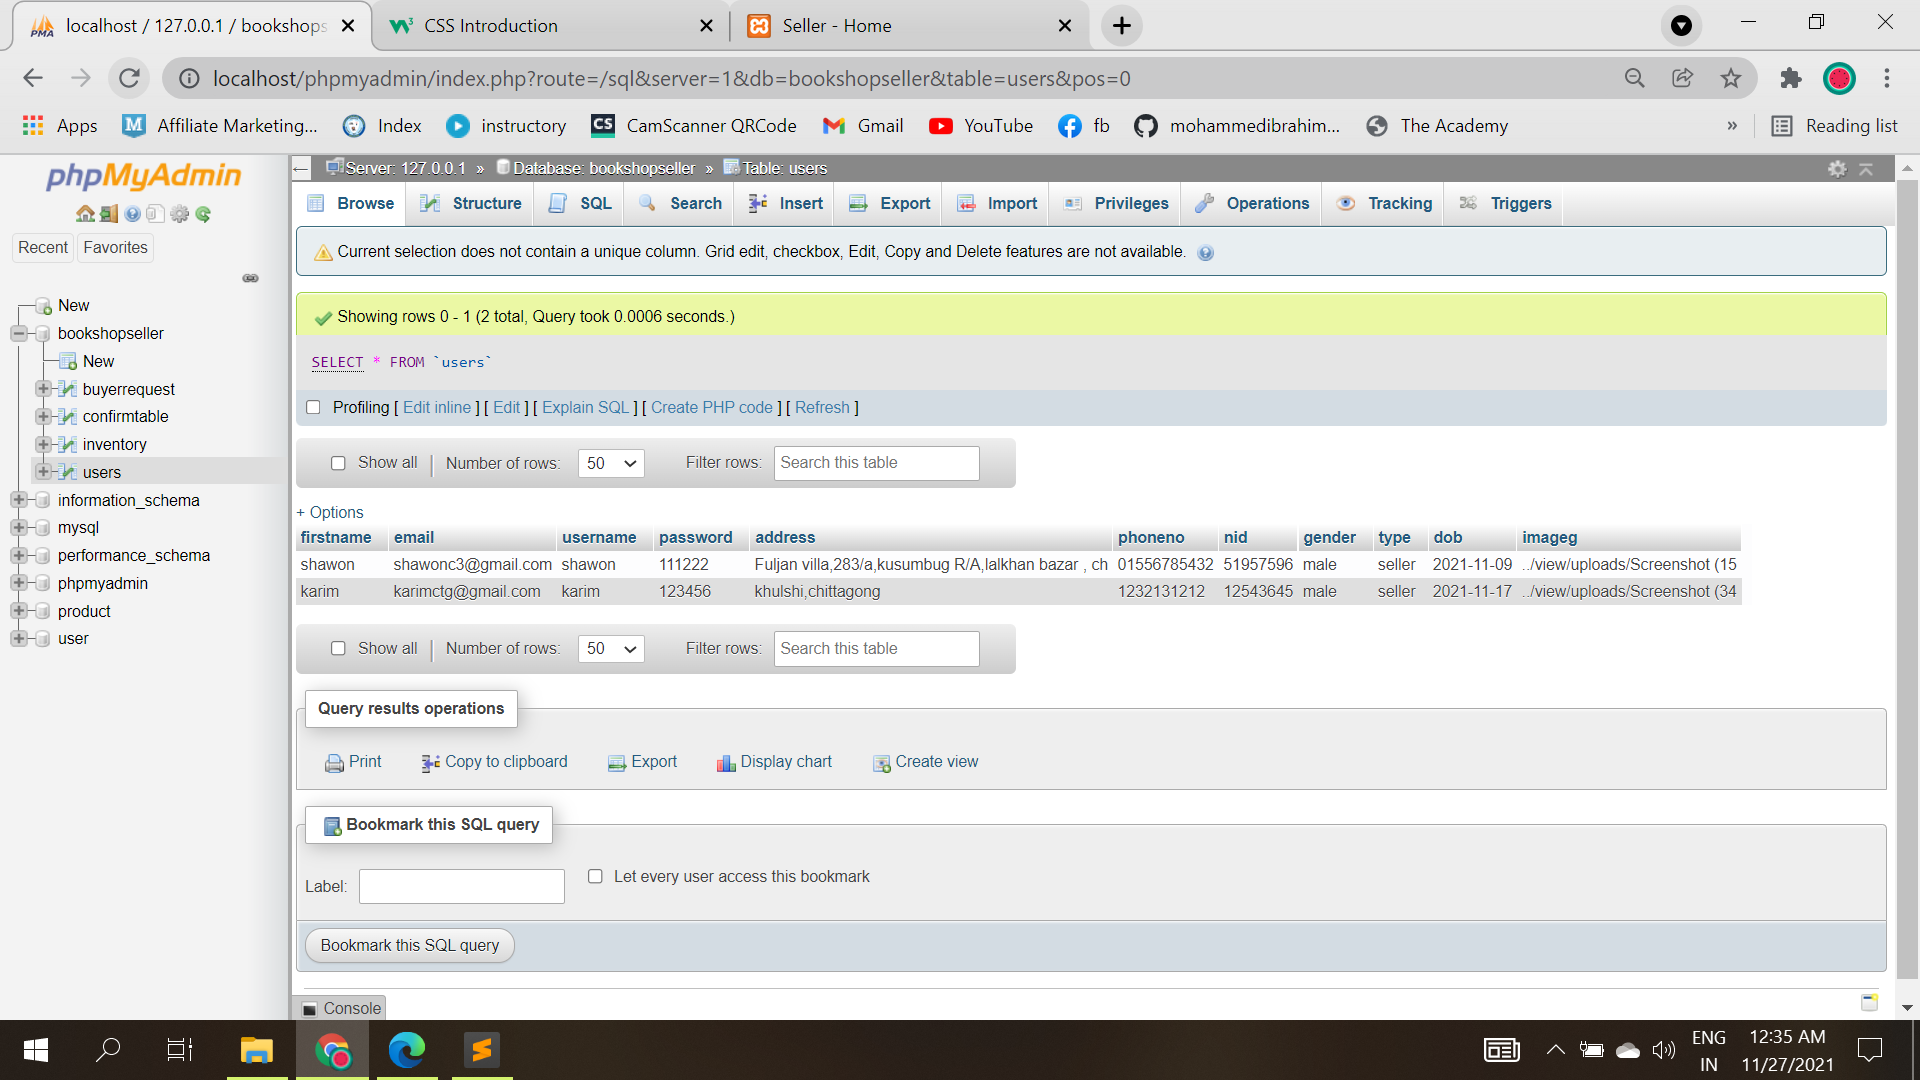 localhost / 127.0.0.1 / bookshops
CSS Introduction
Seller - Home
localhost/phpmyadmin/index.php?route=/sql&server=1&db=bookshopseller&table=users&pos=0
Apps
Affiliate Marketing...
Index
instructory
CamScanner QRCode
Gmail
YouTube
fb
mohammedibrahim...
The Academy
»
Reading list
phpMyAdmin
Recent
Favorites
New
bookshopseller
New
buyerrequest
confirmtable
inventory
users
information_schema
mysql
performance_schema
phpmyadmin
product
user
Server: 127.0.0.1 » Database: bookshopseller » Table: users
Browse
Structure
SQL
Search
Insert
Export
Import
Privileges
Operations
Tracking
Triggers
Current selection does not contain a unique column. Grid edit, checkbox, Edit, Copy and Delete features are not available.
Showing rows 0 - 1 (2 total, Query took 0.0006 seconds.)
SELECT * FROM `users`
Profiling [ Edit inline ] [ Edit ] [ Explain SQL ] [ Create PHP code ] [ Refresh ]
Show all | Number of rows: 50 Filter rows: Search this table
+ Options
firstname email username password address phoneno nid gender type dob imageg
shawon shawonc3@gmail.com shawon 111222 Fuljan villa,283/a,kusumbug R/A,lalkhan bazar , ch 01556785432 51957596 male seller 2021-11-09 ../view/uploads/Screenshot (15
karim karimctg@gmail.com karim 123456 khulshi,chittagong 1232131212 12543645 male seller 2021-11-17 ../view/uploads/Screenshot (34
Show all | Number of rows: 50 Filter rows: Search this table
Query results operations
Print
Copy to clipboard
Export
Display chart
Create view
Bookmark this SQL query
Label:
Let every user access this bookmark
Bookmark this SQL query
Console
ENG
IN
12:35 AM
11/27/2021